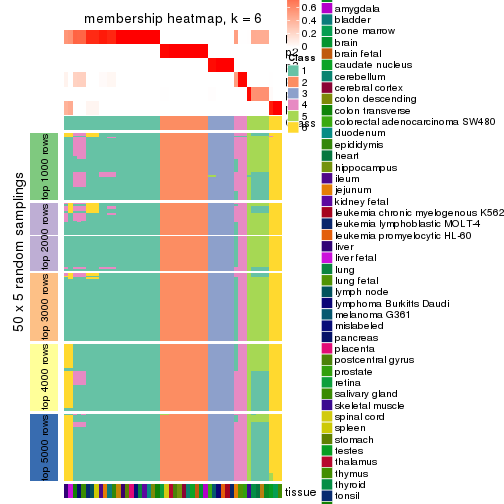 membership heatmap, k = 6
50 x 5 random samplings
top 1000 rows
top 2000 rows
top 3000 rows
top 4000 rows
top 5000 rows
0.6
0.4
0.2
0
Class
1
2
3
4
5
6
tissue
amygdala
bladder
bone marrow
brain
brain fetal
caudate nucleus
cerebellum
cerebral cortex
colon descending
colon transverse
colorectal adenocarcinoma SW480
duodenum
epididymis
heart
hippocampus
ileum
jejunum
kidney fetal
leukemia chronic myelogenous K562
leukemia lymphoblastic MOLT-4
leukemia promyelocytic HL-60
liver
liver fetal
lung
lung fetal
lymph node
lymphoma Burkitts Daudi
melanoma G361
mislabeled
pancreas
placenta
postcentral gyrus
prostate
retina
salivary gland
skeletal muscle
spinal cord
spleen
stomach
testes
thalamus
thymus
thyroid
tonsil